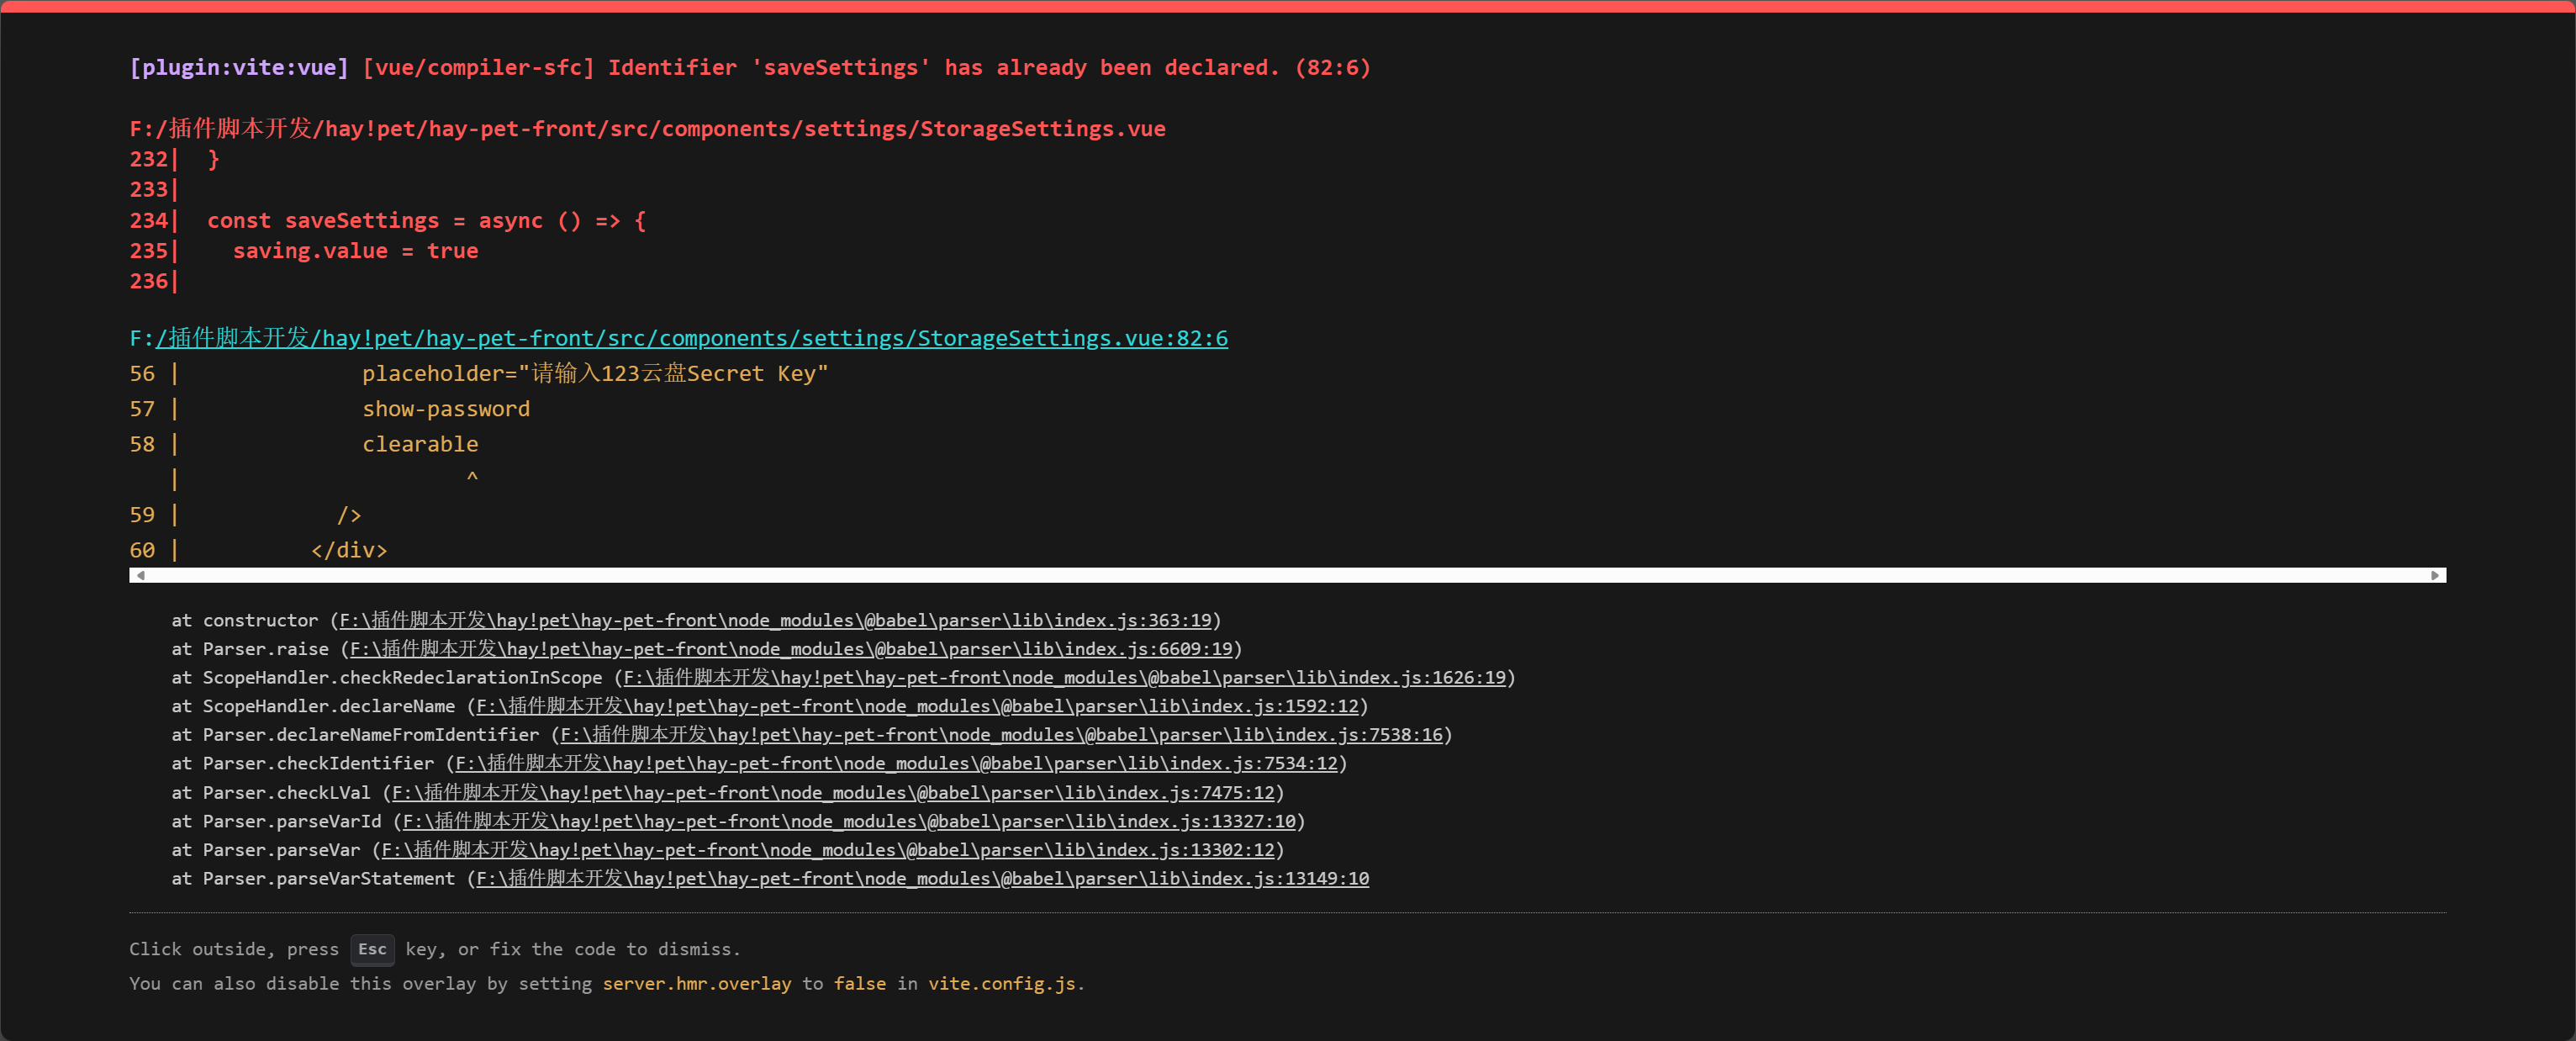 [plugin:vite:vue] [vue/compiler-sfc] Identifier 'saveSettings' has already been declared. (82:6)
F:/插件脚本开发/hay!pet/hay-pet-front/src/components/settings/StorageSettings.vue
232|  }
233|
234|  const saveSettings = async () => {
235|    saving.value = true
236|
F:/插件脚本开发/hay!pet/hay-pet-front/src/components/settings/StorageSettings.vue:82:6
56 |              placeholder="请输入123云盘Secret Key"
57 |              show-password
58 |              clearable
   |                      ^
59 |            />
60 |          </div>
at constructor (F:\插件脚本开发\hay!pet\hay-pet-front\node_modules\@babel\parser\lib\index.js:363:19)
at Parser.raise (F:\插件脚本开发\hay!pet\hay-pet-front\node_modules\@babel\parser\lib\index.js:6609:19)
at ScopeHandler.checkRedeclarationInScope (F:\插件脚本开发\hay!pet\hay-pet-front\node_modules\@babel\parser\lib\index.js:1626:19)
at ScopeHandler.declareName (F:\插件脚本开发\hay!pet\hay-pet-front\node_modules\@babel\parser\lib\index.js:1592:12)
at Parser.declareNameFromIdentifier (F:\插件脚本开发\hay!pet\hay-pet-front\node_modules\@babel\parser\lib\index.js:7538:16)
at Parser.checkIdentifier (F:\插件脚本开发\hay!pet\hay-pet-front\node_modules\@babel\parser\lib\index.js:7534:12)
at Parser.checkLVal (F:\插件脚本开发\hay!pet\hay-pet-front\node_modules\@babel\parser\lib\index.js:7475:12)
at Parser.parseVarId (F:\插件脚本开发\hay!pet\hay-pet-front\node_modules\@babel\parser\lib\index.js:13327:10)
at Parser.parseVar (F:\插件脚本开发\hay!pet\hay-pet-front\node_modules\@babel\parser\lib\index.js:13302:12)
at Parser.parseVarStatement (F:\插件脚本开发\hay!pet\hay-pet-front\node_modules\@babel\parser\lib\index.js:13149:10
Click outside, press Esc key, or fix the code to dismiss.
You can also disable this overlay by setting server.hmr.overlay to false in vite.config.js.